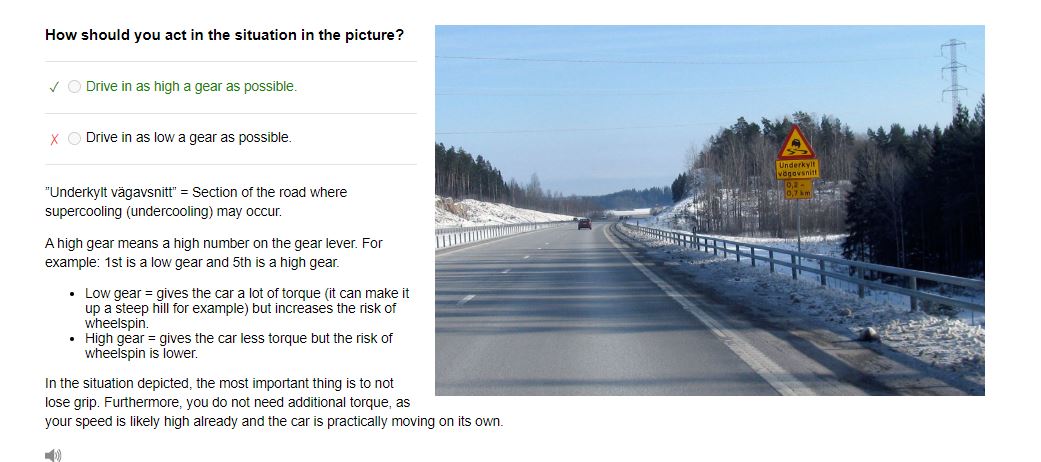 How should you act in the situation in the picture?
✓ Drive in as high a gear as possible.
X Drive in as low a gear as possible.
”Underkylt vägavsnitt” = Section of the road where
supercooling (undercooling) may occur.
A high gear means a high number on the gear lever. For
example: 1st is a low gear and 5th is a high gear.
• Low gear = gives the car a lot of torque (it can make it
up a steep hill for example) but increases the risk of
wheelspin.
• High gear = gives the car less torque but the risk of
wheelspin is lower.
In the situation depicted, the most important thing is to not
lose grip. Furthermore, you do not need additional torque, as
your speed is likely high already and the car is practically moving on its own.
Underkylt
vägavsnitt
0,2 -
0,7 km